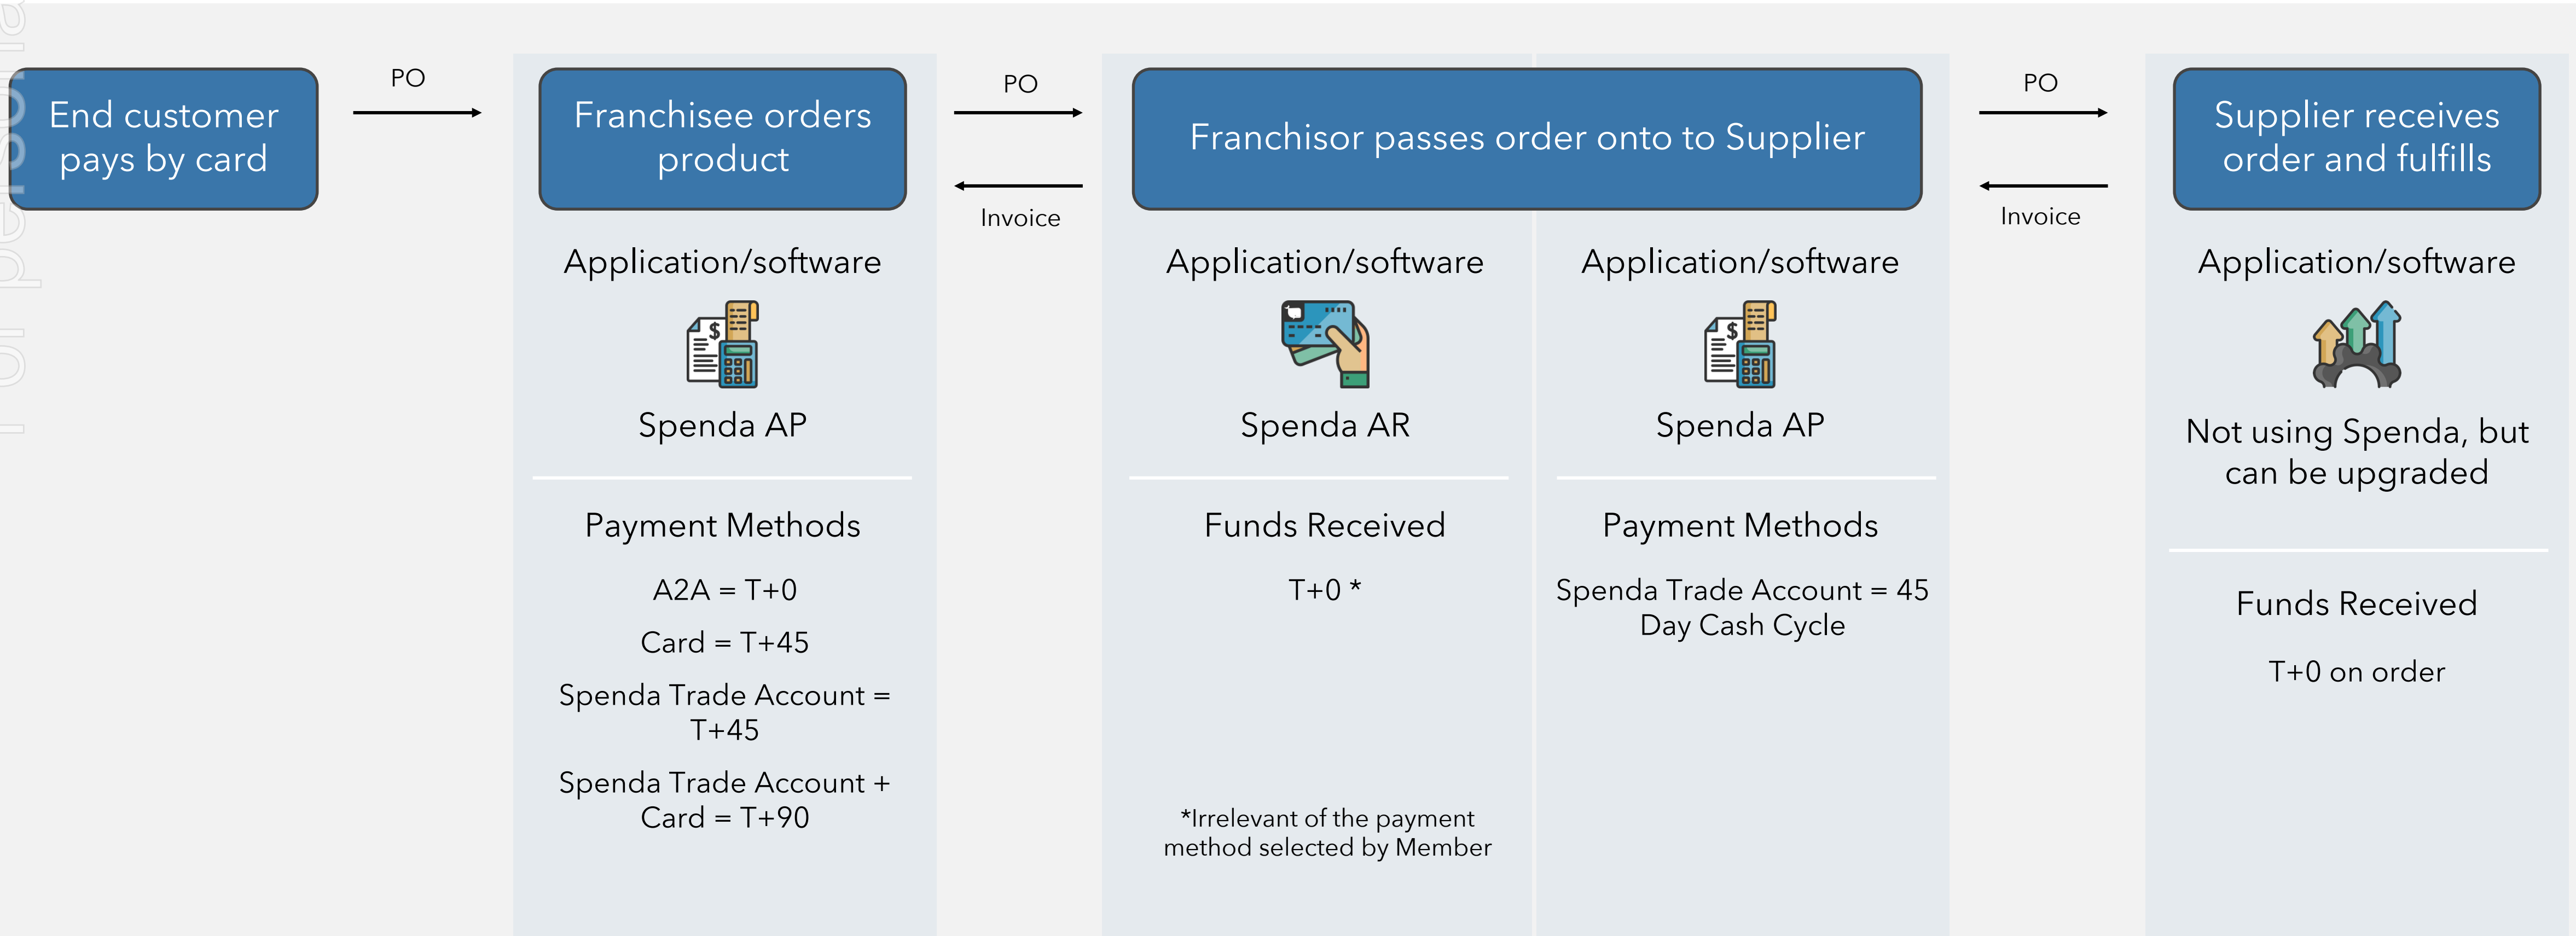 End customer
pays by card
PO
Franchisee orders
product
PO
Invoice
Franchisor passes order onto to Supplier
PO
Invoice
Supplier receives
order and fulfills
Application/software
Spenda AP
Payment Methods
A2A = T+0
Card = T+45
Spenda Trade Account =
T+45
Spenda Trade Account +
Card = T+90
Application/software
Spenda AR
Funds Received
T+0 *
*Irrelevant of the payment
method selected by Member
Application/software
Spenda AP
Payment Methods
Spenda Trade Account = 45
Day Cash Cycle
Application/software
Not using Spenda, but
can be upgraded
Funds Received
T+0 on order